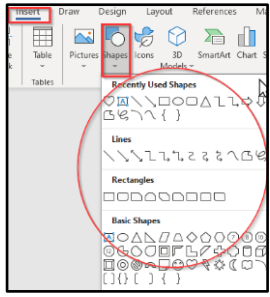 Insert Draw Design Layout References
Table Pictures Shapes Icons 3D Models SmartArt Chart
Tables
Recently Used Shapes
Lines
Rectangles
Basic Shapes